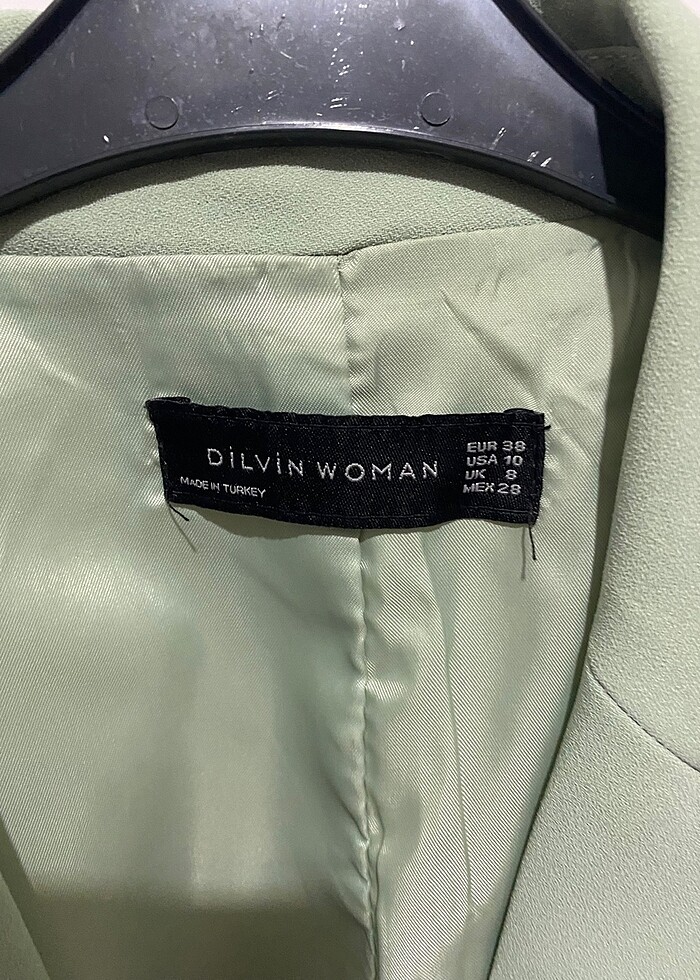 DİLVİN WOMAN
MADE IN TURKEY
EUR 38
USA 10
UK 8
MEX 28